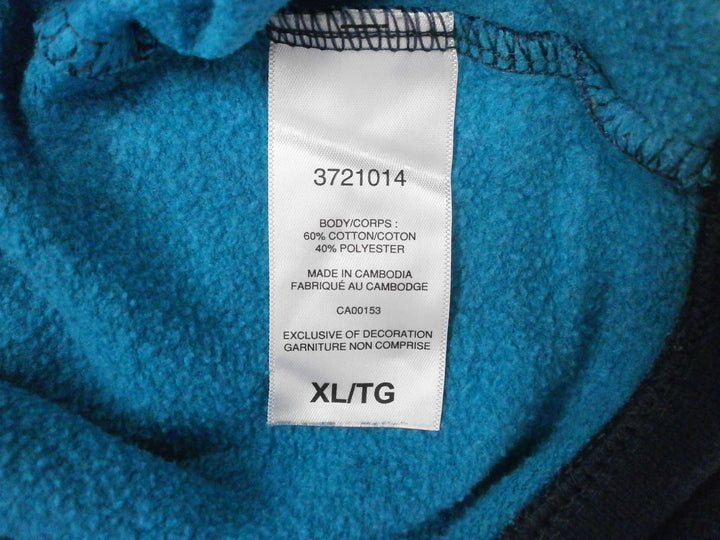 3721014
BODY/CORPS :
60% COTTON/COTON
40% POLYESTER
MADE IN CAMBODIA
FABRIQUÉ AU CAMBODGE
CA00153
EXCLUSIVE OF DECORATION
GARNITURE NON COMPRISE
XL/TG